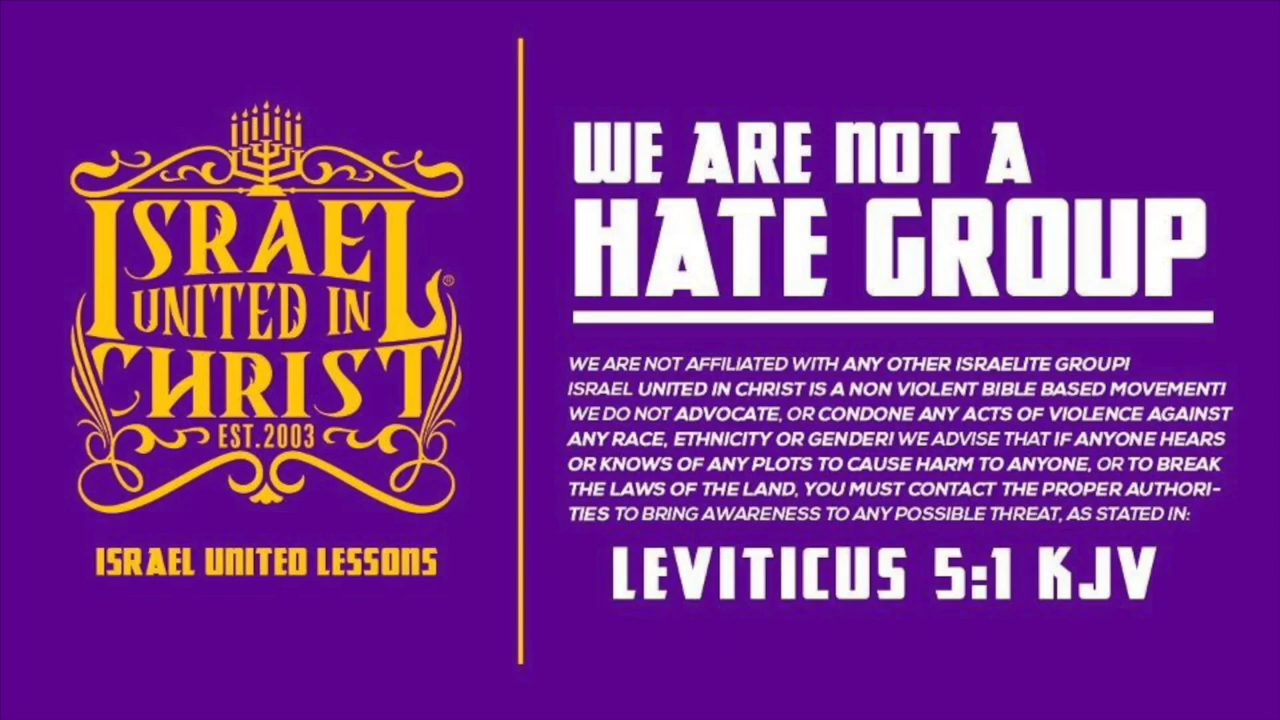 ISRAEL
UNITED IN
CHRIST®
EST.2003
ISRAEL UNITED LESSONS
WE ARE NOT A
HATE GROUP
WE ARE NOT AFFILIATED WITH ANY OTHER ISRAELITE GROUP!
ISRAEL UNITED IN CHRIST IS A NON VIOLENT BIBLE BASED MOVEMENT!
WE DO NOT ADVOCATE, OR CONDONE ANY ACTS OF VIOLENCE AGAINST
ANY RACE, ETHNICITY OR GENDER! WE ADVISE THAT IF ANYONE HEARS
OR KNOWS OF ANY PLOTS TO CAUSE HARM TO ANYONE, OR TO BREAK
THE LAWS OF THE LAND, YOU MUST CONTACT THE PROPER AUTHORI-
TIES TO BRING AWARENESS TO ANY POSSIBLE THREAT, AS STATED IN:
LEVITICUS 5:1 KJV